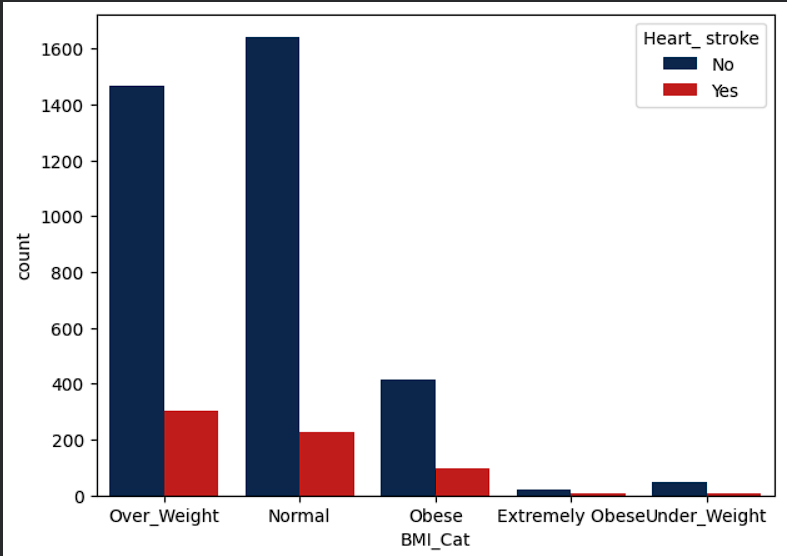 Heart_ stroke
No
Yes
1600
1400
1200
1000
800
600
400
200
0
count
Over_Weight
Normal
Obese
Extremely Obese
Under_Weight
BMI_Cat